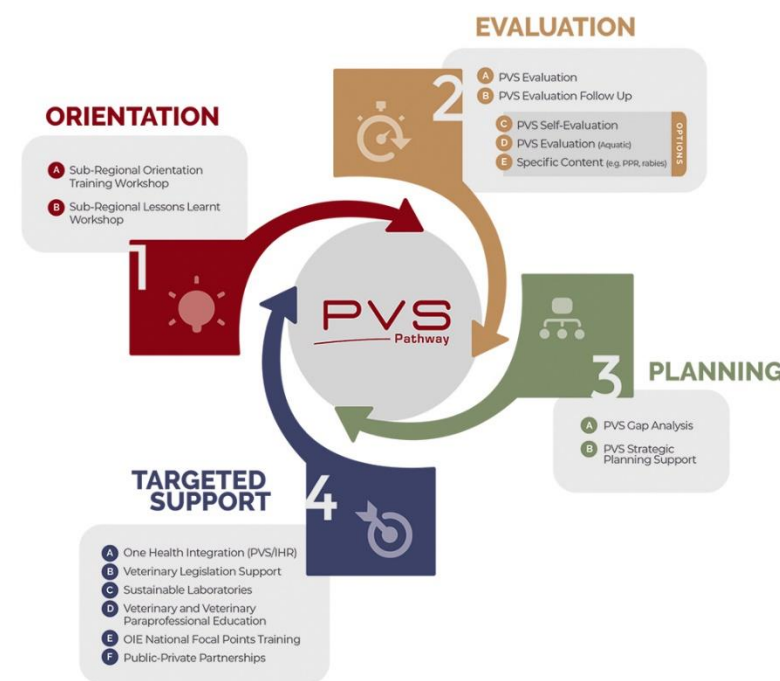 EVALUATION
2
A PVS Evaluation
B PVS Evaluation Follow Up
C PVS Self-Evaluation
D PVS Evaluation (Aquatic)
E Specific Content (e.g. PPR, rabies)
OPTIONS
ORIENTATION
A Sub-Regional Orientation
Training Workshop
B Sub-Regional Lessons Learnt
Workshop
1
PVS
Pathway
3
PLANNING
A PVS Gap Analysis
B PVS Strategic
Planning Support
TARGETED
SUPPORT
4
A One Health Integration (PVS/IHR)
B Veterinary Legislation Support
C Sustainable Laboratories
D Veterinary and Veterinary
Paraprofessional Education
E OIE National Focal Points Training
F Public-Private Partnerships